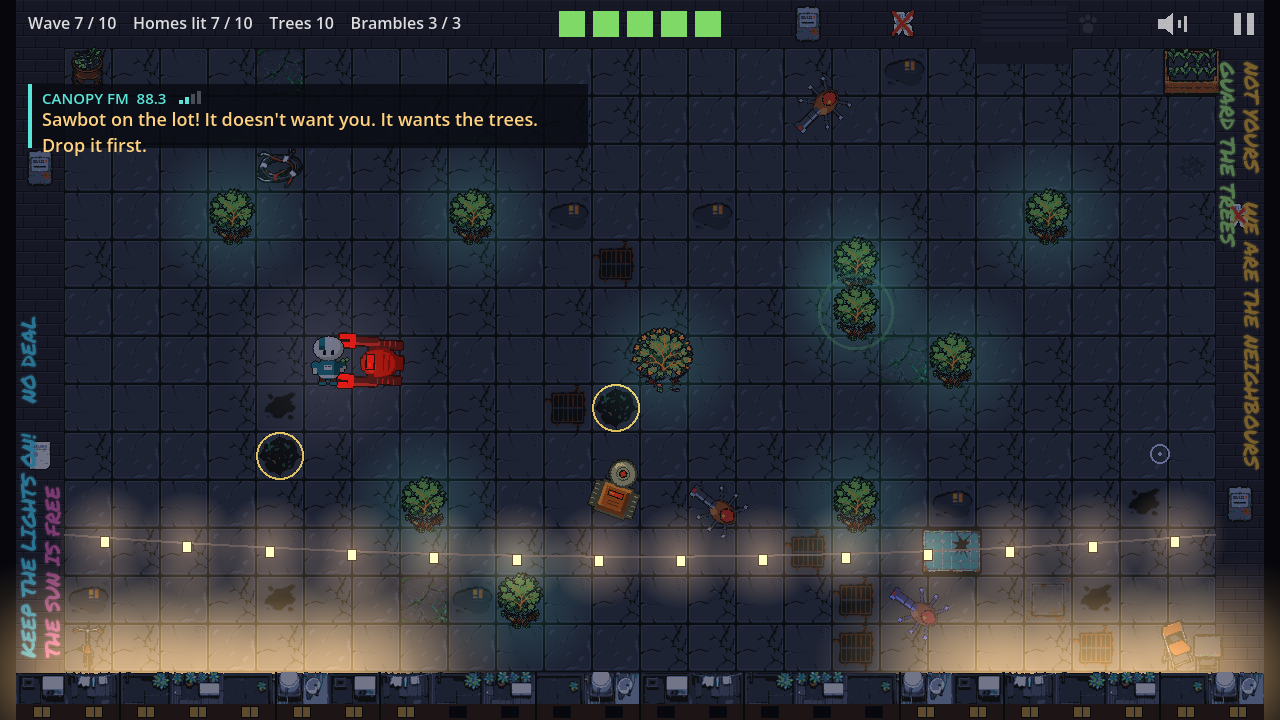 Wave 7 / 10 Homes lit 7 / 10 Trees 10 Brambles 3 / 3
CANOPY FM 88.3
Sawbot on the lot! It doesn't want you. It wants the trees.
Drop it first.
NO DEAL
KEEP THE LIGHTS ON!
THE SUN IS FREE
NOT YOURS
GUARD THE TREES
WE ARE THE NEIGHBOURS